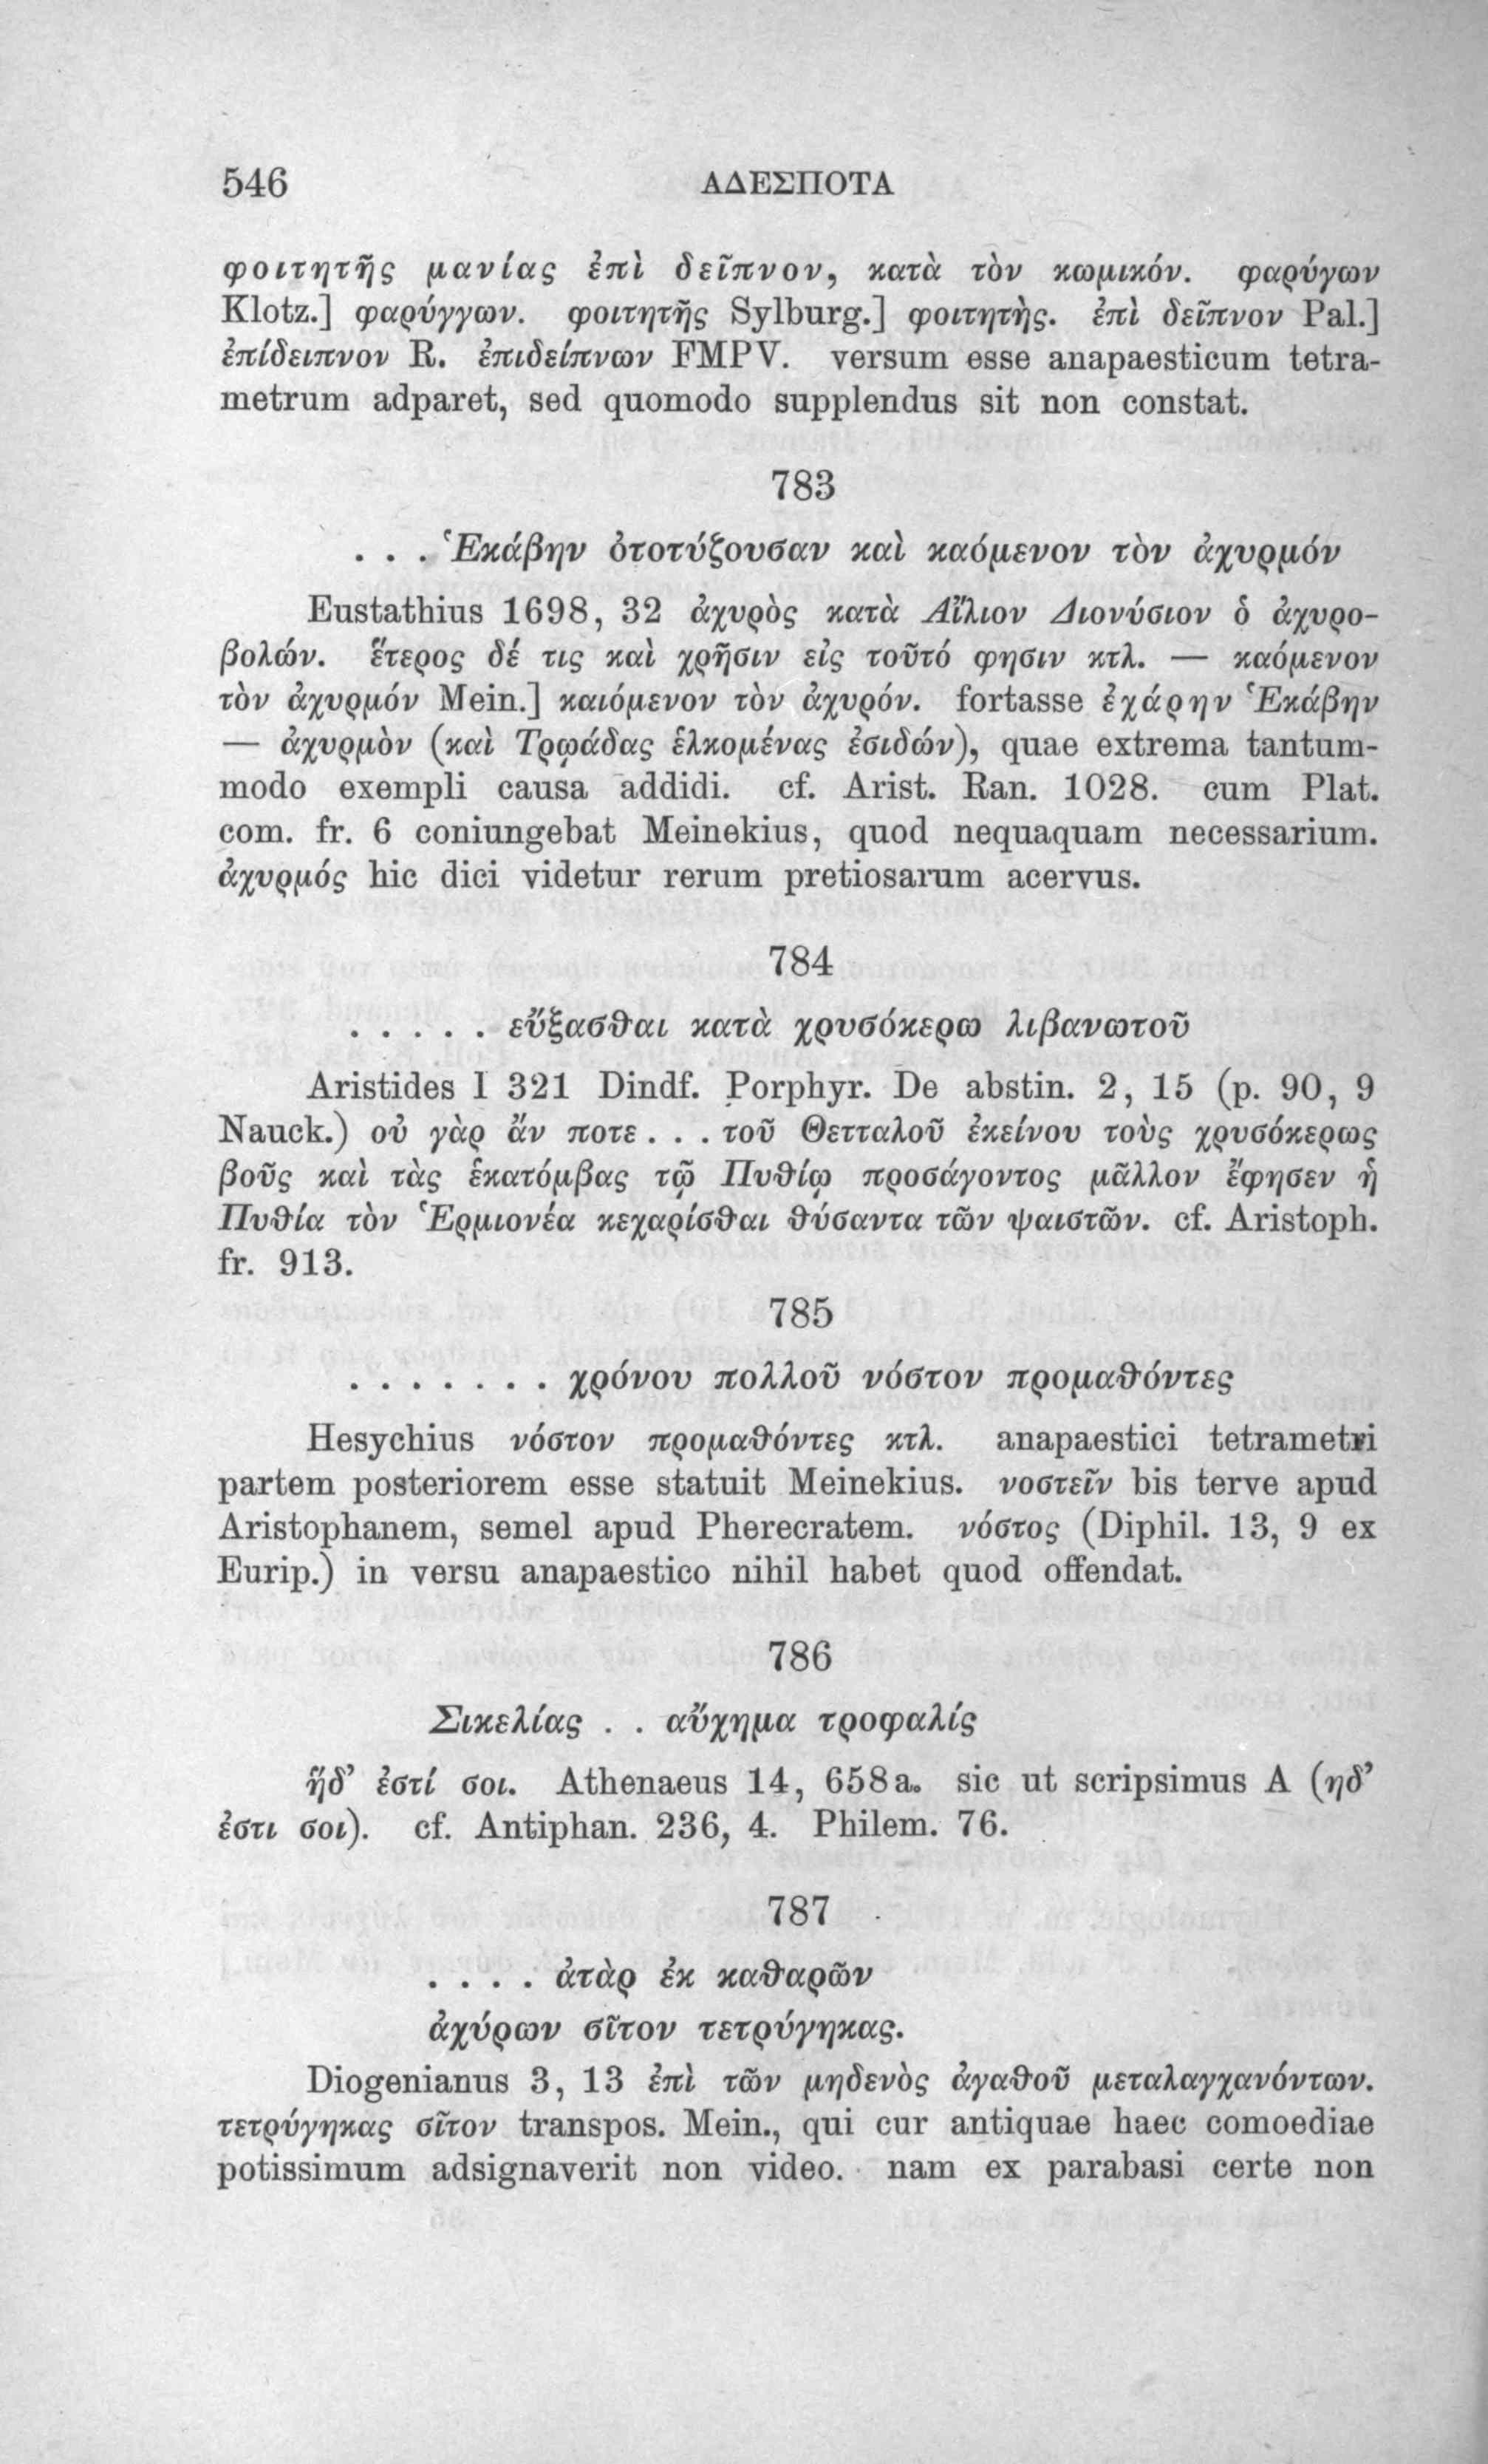 546 ΑΔΕΣΠΟΤΑ
φοιτητῆς μανίας ἐπὶ δεῖπνον, κατὰ τὸν κωμικόν. φαρύγων
Klotz.] φαρύγγων. φοιτητῆς Sylburg.] φοιτητὴς. ἐπὶ δεῖπνον Pal.]
ἐπίδειπνον R. ἐπιδείπνων FMPV. versum esse anapaesticum tetra-
metrum adparet, sed quomodo supplendus sit non constat.
783
. . . Ἑκάβην ὀτοτύζουσαν καὶ καόμενον τὸν ἀχυρμόν
Eustathius 1698, 32 ἀχυρὸς κατὰ Αἴλιον Διονύσιον ὁ ἀχυρο-
βολών. ἕτερος δέ τις καὶ χρῆσιν εἰς τοῦτό φησιν κτλ. — καόμενον
τὸν ἀχυρμόν Mein.] καιόμενον τὸν ἀχυρόν. fortasse ἐχάρην Ἑκάβην
— ἀχυρμὸν (καὶ Τρῳάδας ἑλκομένας ἐσιδών), quae extrema tantum-
modo exempli causa addidi. cf. Arist. Ran. 1028. cum Plat.
com. fr. 6 coniungebat Meinekius, quod nequaquam necessarium.
ἀχυρμός hic dici videtur rerum pretiosarum acervus.
784
. . . . . εὔξασθαι κατὰ χρυσόκερω λιβανωτοῦ
Aristides I 321 Dindf. Porphyr. De abstin. 2, 15 (p. 90, 9
Nauck.) οὐ γὰρ ἄν ποτε . . . τοῦ Θετταλοῦ ἐκείνου τοὺς χρυσόκερως
βοῦς καὶ τὰς ἑκατόμβας τῷ Πυθίῳ προσάγοντος μᾶλλον ἔφησεν ἡ
Πυθία τὸν Ἑρμιονέα κεχαρίσθαι θύσαντα τῶν ψαιστῶν. cf. Aristoph.
fr. 913.
785
. . . . . . . χρόνου πολλοῦ νόστον προμαθόντες
Hesychius νόστον προμαθόντες κτλ. anapaestici tetrametri
partem posteriorem esse statuit Meinekius. νοστεῖν bis terve apud
Aristophanem, semel apud Pherecratem. νόστος (Diphil. 13, 9 ex
Eurip.) in versu anapaestico nihil habet quod offendat.
786
Σικελίας . . αὔχημα τροφαλίς
ἥδ’ ἐστί σοι. Athenaeus 14, 658a. sic ut scripsimus A (ηδ’
ἐστι σοι). cf. Antiphan. 236, 4. Philem. 76.
787
. . . . ἀτὰρ ἐκ καθαρῶν
ἀχύρων σῖτον τετρύγηκας.
Diogenianus 3, 13 ἐπὶ τῶν μηδενὸς ἀγαθοῦ μεταλαγχανόντων.
τετρύγηκας σῖτον transpos. Mein., qui cur antiquae haec comoediae
potissimum adsignaverit non video. nam ex parabasi certe non